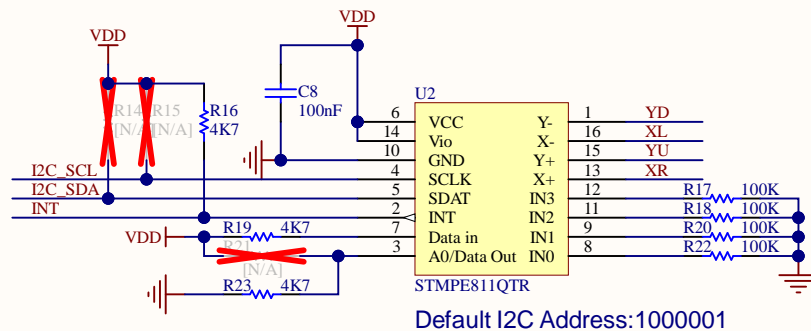 VDD
VDD
C8
100nF
U2
R14
[N/A]
R15
[N/A]
R16
4K7
6 VCC Y- 1 YD
14 Vio X- 16 XL
10 GND Y+ 15 YU
I2C_SCL 4 SCLK X+ 13 XR
I2C_SDA 5 SDAT IN3 12 R17 100K
INT 2 INT IN2 11 R18 100K
VDD R19 4K7 7 Data in IN1 9 R20 100K
R21 3 A0/Data Out IN0 8 R22 100K
[N/A]
R23 4K7
STMPE811QTR
Default I2C Address:1000001